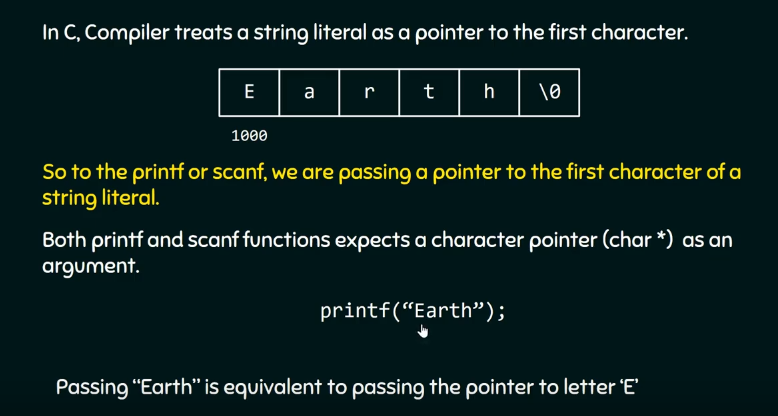 In C, Compiler treats a string literal as a pointer to the first character.
E a r t h \0
1000
So to the printf or scanf, we are passing a pointer to the first character of a
string literal.
Both printf and scanf functions expects a character pointer (char *) as an
argument.
printf(“Earth”);
Passing “Earth” is equivalent to passing the pointer to letter ‘E’